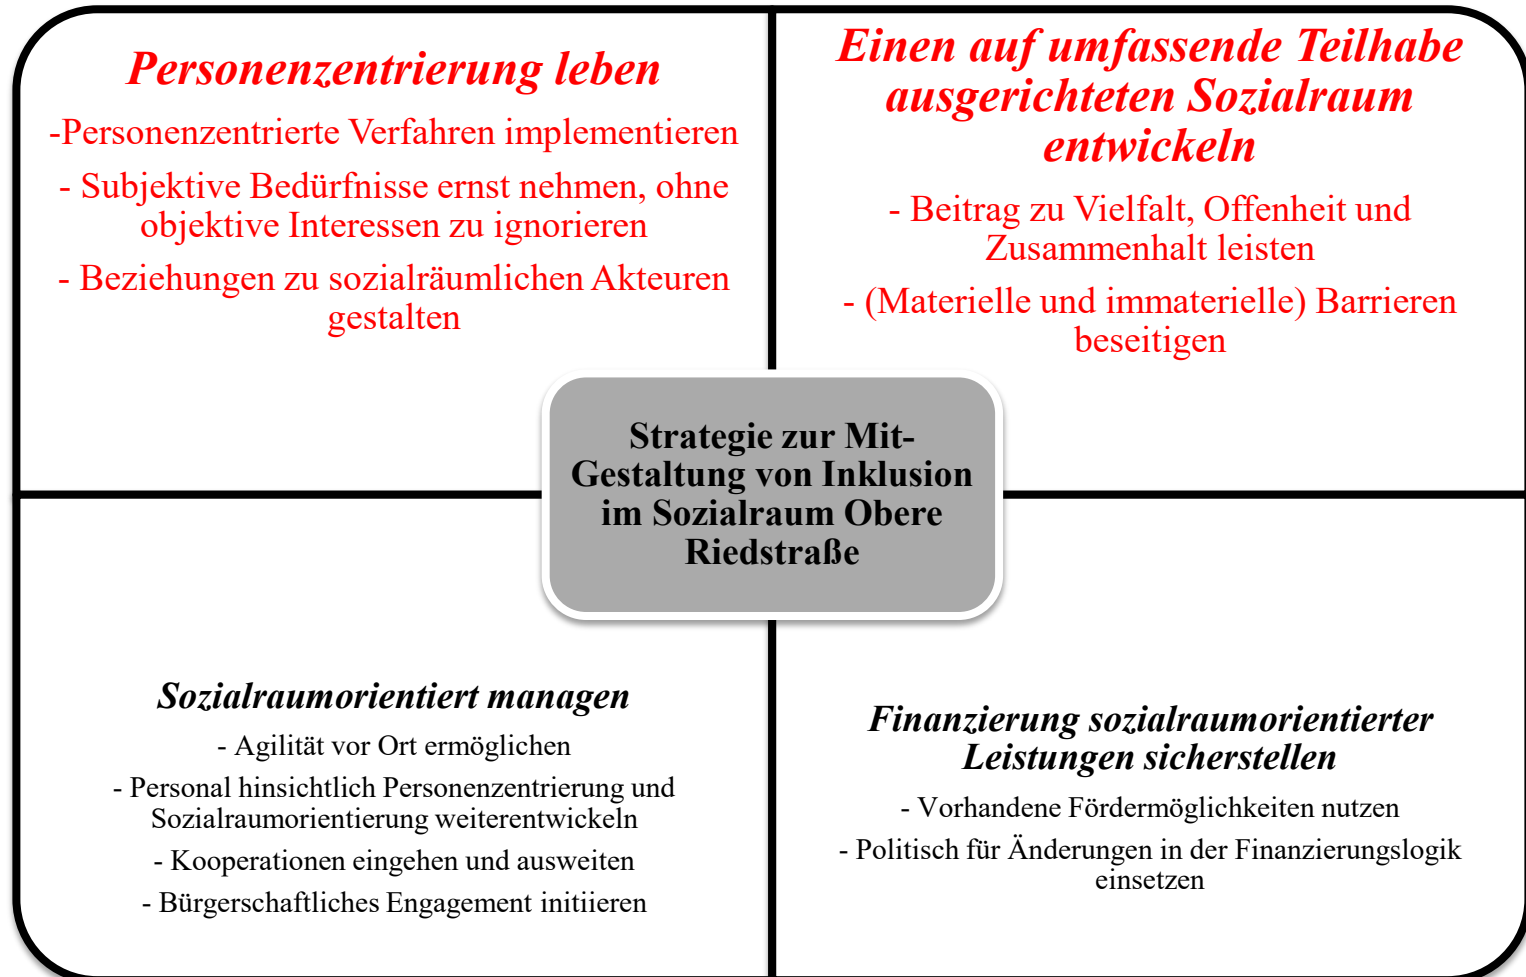 Personenzentrierung leben
-Personenzentrierte Verfahren implementieren
- Subjektive Bedürfnisse ernst nehmen, ohne
objektive Interessen zu ignorieren
- Beziehungen zu sozialräumlichen Akteuren
gestalten
Einen auf umfassende Teilhabe
ausgerichteten Sozialraum
entwickeln
- Beitrag zu Vielfalt, Offenheit und
Zusammenhalt leisten
- (Materielle und immaterielle) Barrieren
beseitigen
Strategie zur Mit-
Gestaltung von Inklusion
im Sozialraum Obere
Riedstraße
Sozialraumorientiert managen
- Agilität vor Ort ermöglichen
- Personal hinsichtlich Personenzentrierung und
Sozialraumorientierung weiterentwickeln
- Kooperationen eingehen und ausweiten
- Bürgerschaftliches Engagement initiieren
Finanzierung sozialraumorientierter
Leistungen sicherstellen
- Vorhandene Fördermöglichkeiten nutzen
- Politisch für Änderungen in der Finanzierungslogik
einsetzen